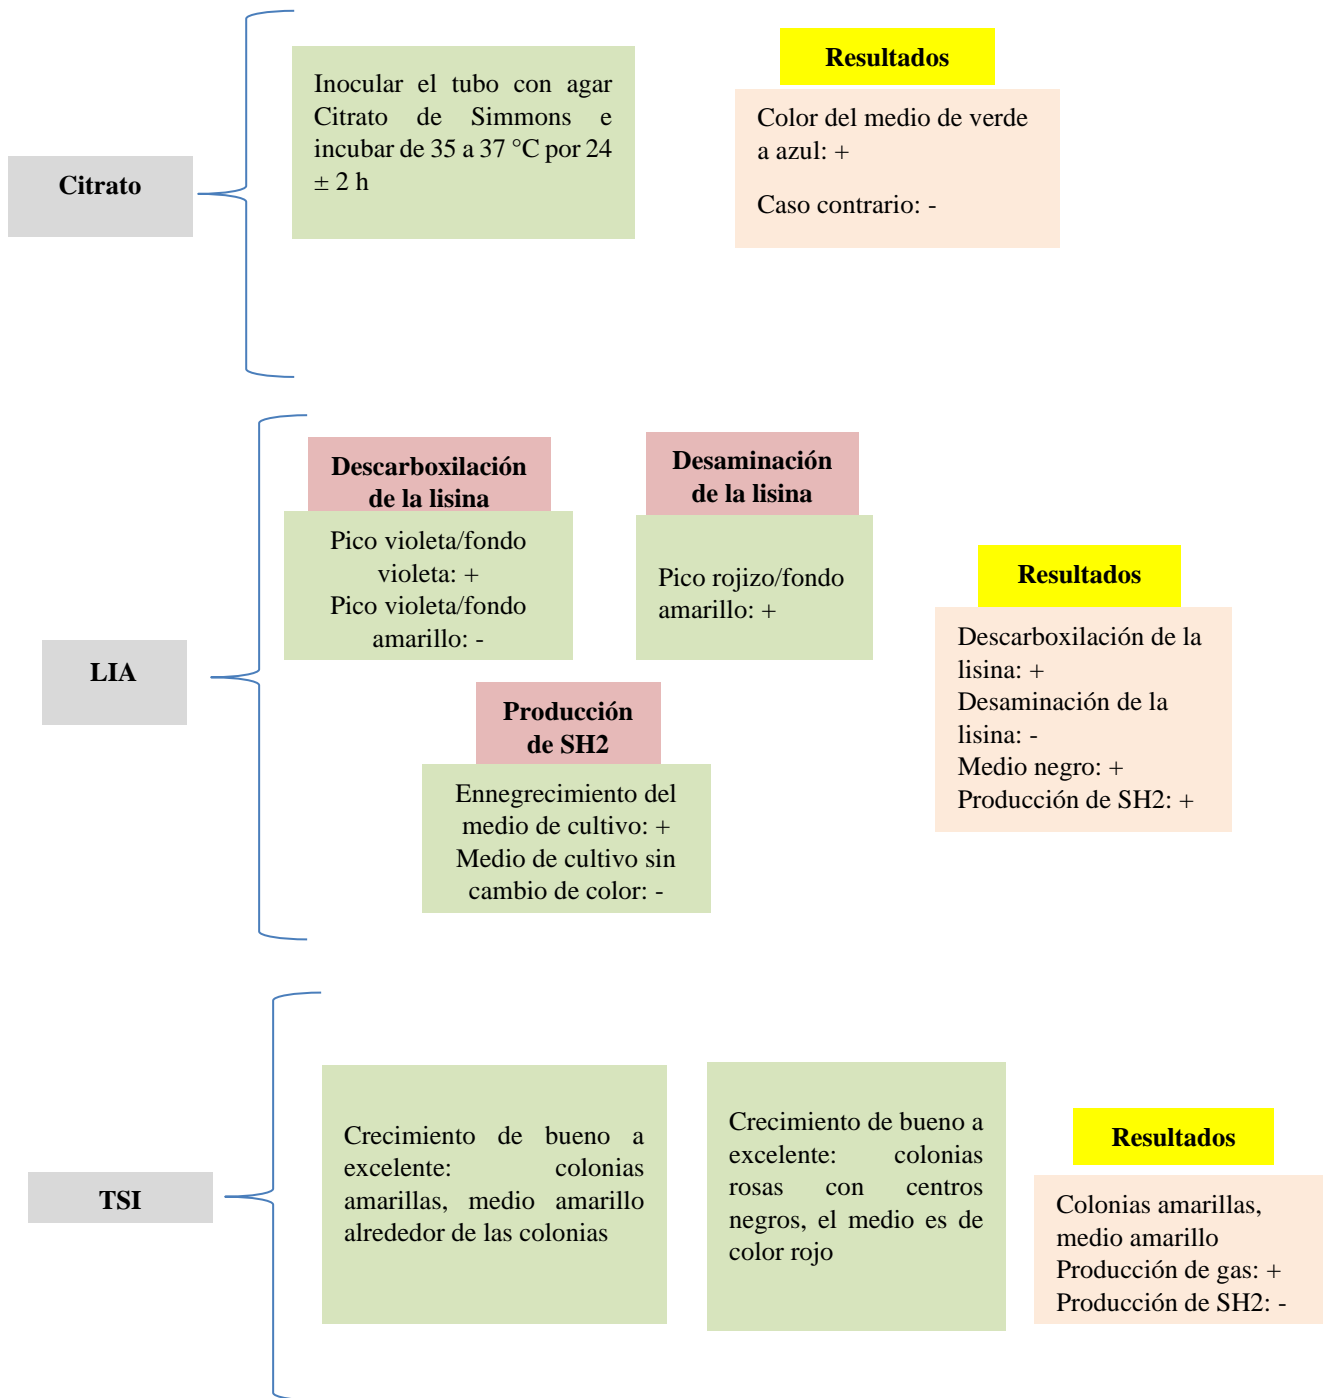 Citrato
Inocular el tubo con agar
Citrato de Simmons e
incubar de 35 a 37 °C por 24
± 2 h
Resultados
Color del medio de verde
a azul: +
Caso contrario: -
LIA
Descarboxilación
de la lisina
Pico violeta/fondo
violeta: +
Pico violeta/fondo
amarillo: -
Desaminación
de la lisina
Pico rojizo/fondo
amarillo: +
Producción
de SH2
Ennegrecimiento del
medio de cultivo: +
Medio de cultivo sin
cambio de color: -
Resultados
Descarboxilación de la
lisina: +
Desaminación de la
lisina: -
Medio negro: +
Producción de SH2: +
TSI
Crecimiento de bueno a
excelente: colonias
amarillas, medio amarillo
alrededor de las colonias
Crecimiento de bueno a
excelente: colonias
rosas con centros
negros, el medio es de
color rojo
Resultados
Colonias amarillas,
medio amarillo
Producción de gas: +
Producción de SH2: -